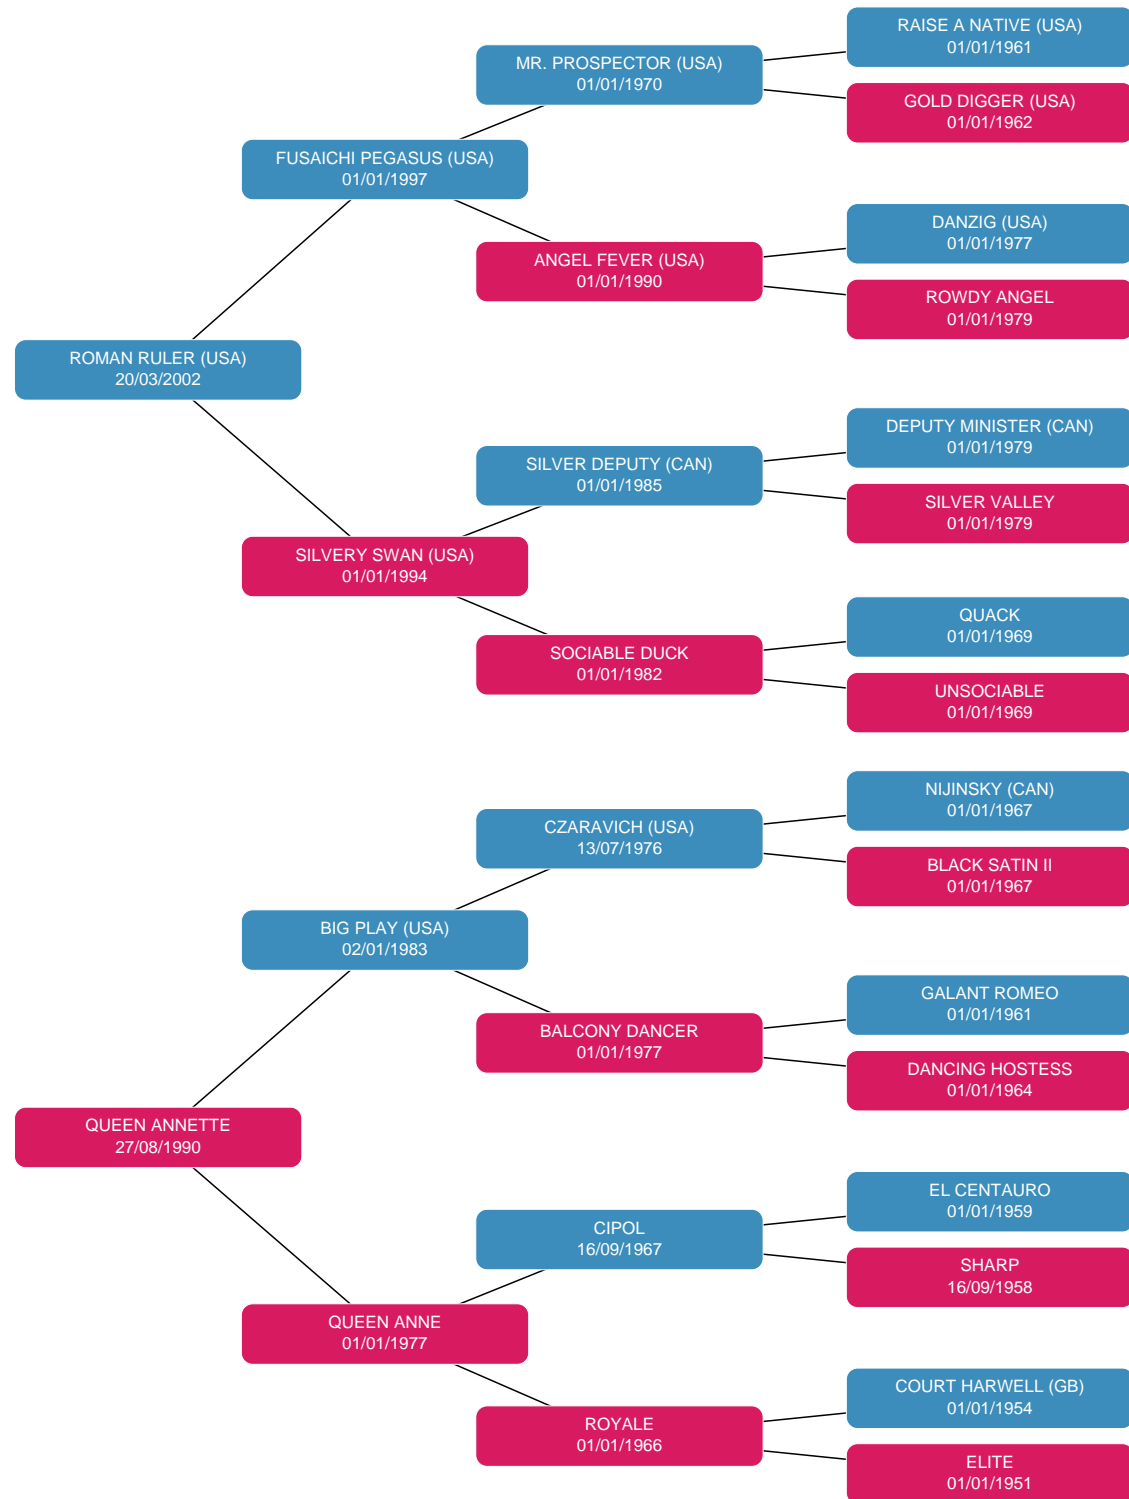 RAISE A NATIVE (USA)
01/01/1961
MR. PROSPECTOR (USA)
01/01/1970
GOLD DIGGER (USA)
01/01/1962
FUSAICHI PEGASUS (USA)
01/01/1997
DANZIG (USA)
01/01/1977
ANGEL FEVER (USA)
01/01/1990
ROWDY ANGEL
01/01/1979
ROMAN RULER (USA)
20/03/2002
DEPUTY MINISTER (CAN)
01/01/1979
SILVER DEPUTY (CAN)
01/01/1985
SILVER VALLEY
01/01/1979
SILVERY SWAN (USA)
01/01/1994
QUACK
01/01/1969
SOCIABLE DUCK
01/01/1982
UNSOCIABLE
01/01/1969
NIJINSKY (CAN)
01/01/1967
CZARAVICH (USA)
13/07/1976
BLACK SATIN II
01/01/1967
BIG PLAY (USA)
02/01/1983
GALANT ROMEO
01/01/1961
BALCONY DANCER
01/01/1977
DANCING HOSTESS
01/01/1964
QUEEN ANNETTE
27/08/1990
EL CENTAURO
01/01/1959
CIPOL
16/09/1967
SHARP
16/09/1958
QUEEN ANNE
01/01/1977
COURT HARWELL (GB)
01/01/1954
ROYALE
01/01/1966
ELITE
01/01/1951